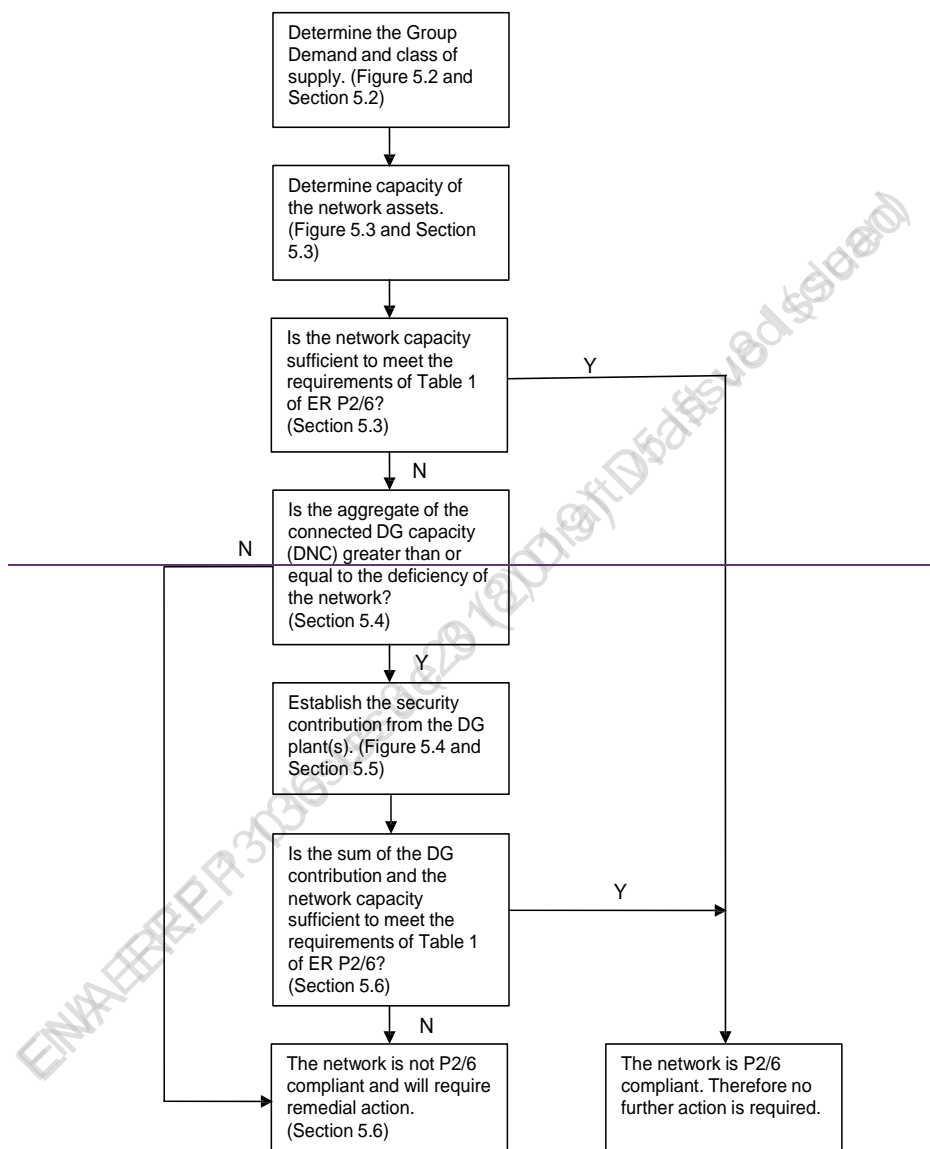 Determine the Group
Demand and class of
supply. (Figure 5.2 and
Section 5.2)
Determine capacity of
the network assets.
(Figure 5.3 and Section
5.3)
Is the network capacity
sufficient to meet the
requirements of Table 1
of ER P2/6?
(Section 5.3)
Y
N
Is the aggregate of the
connected DG capacity
(DNC) greater than or
equal to the deficiency of
the network?
(Section 5.4)
N
Y
Establish the security
contribution from the DG
plant(s). (Figure 5.4 and
Section 5.5)
Is the sum of the DG
contribution and the
network capacity
sufficient to meet the
requirements of Table 1
of ER P2/6?
(Section 5.6)
Y
N
The network is not P2/6
compliant and will require
remedial action.
(Section 5.6)
The network is P2/6
compliant. Therefore no
further action is required.